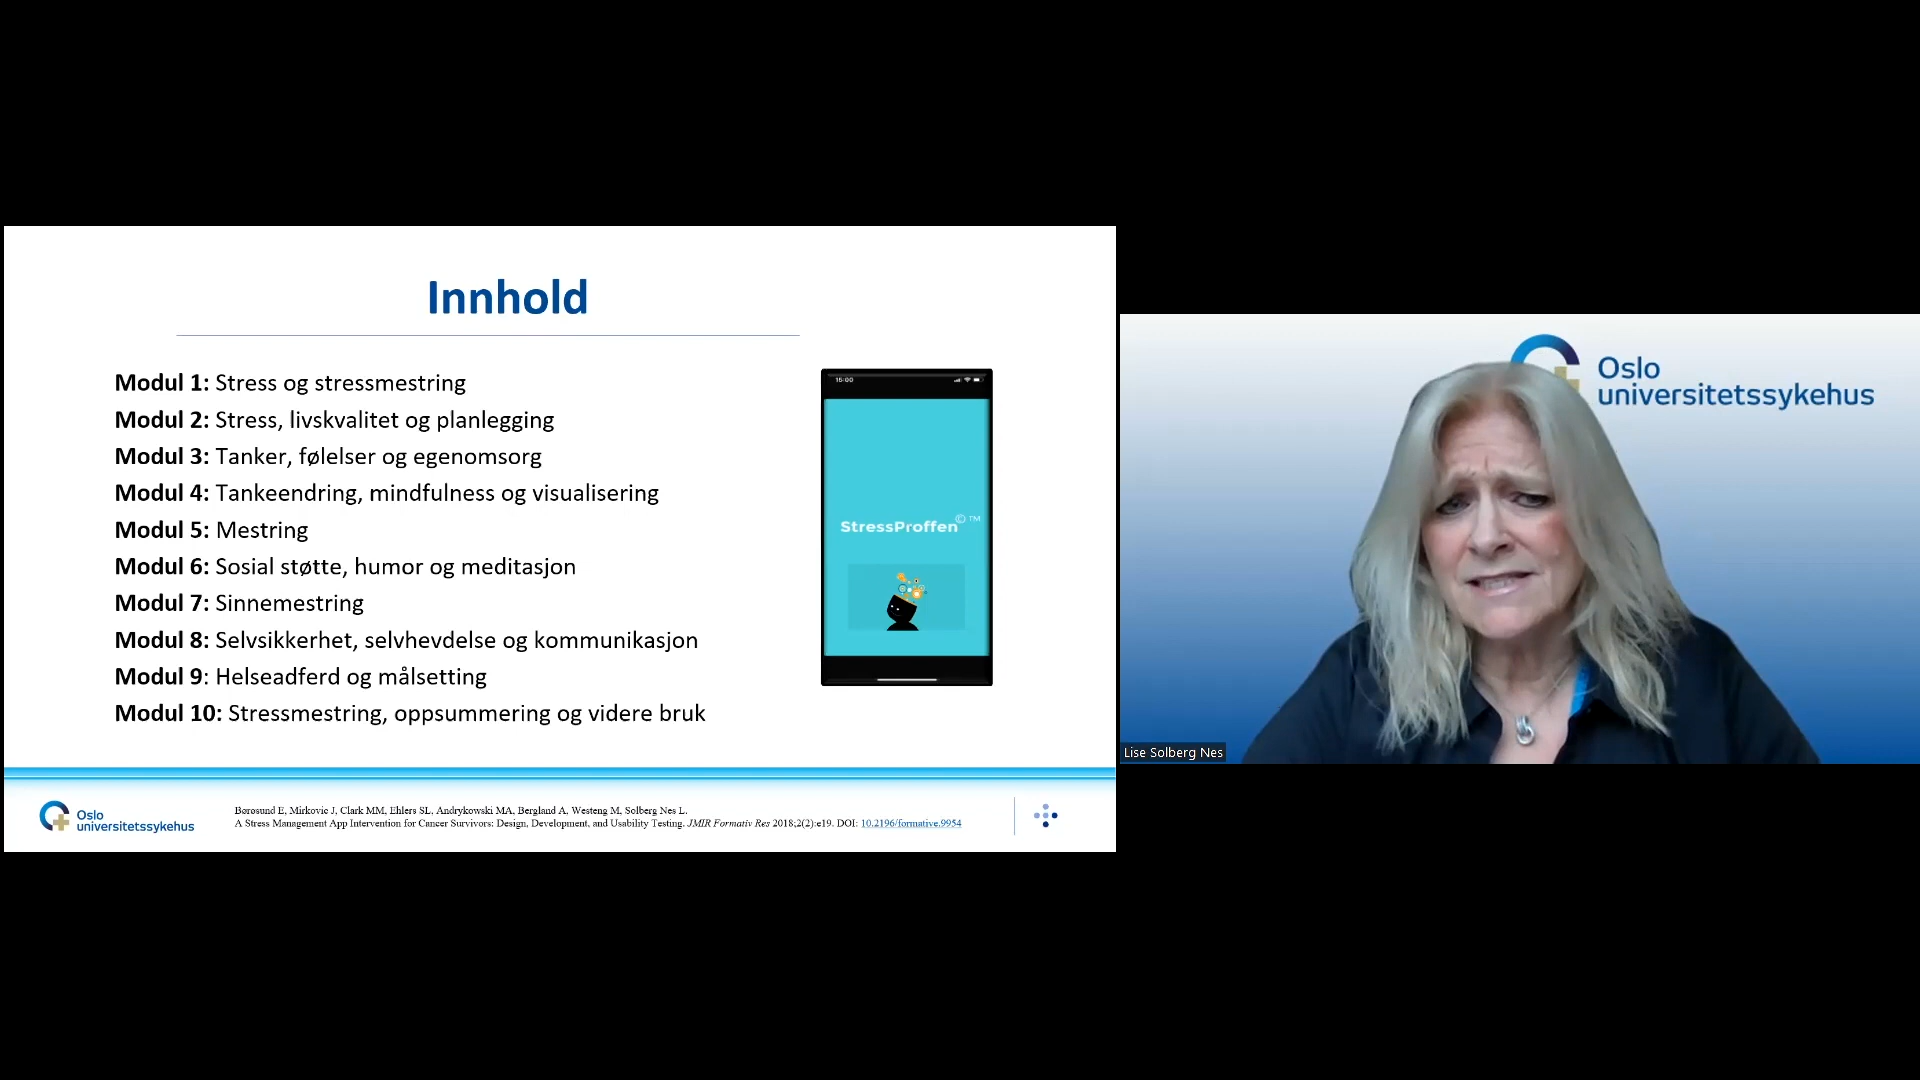 Innhold
Modul 1: Stress og stressmestring
Modul 2: Stress, livskvalitet og planlegging
Modul 3: Tanker, følelser og egenomsorg
Modul 4: Tankeendring, mindfulness og visualisering
Modul 5: Mestring
Modul 6: Sosial støtte, humor og meditasjon
Modul 7: Sinnemestring
Modul 8: Selvsikkerhet, selvhevdelse og kommunikasjon
Modul 9: Helseadferd og målsetting
Modul 10: Stressmestring, oppsummering og videre bruk
15:00
StressProffen © ™
Oslo
universitetssykehus
Børøsund E, Mirkovic J, Clark MM, Ehlers SL, Andrykowski MA, Bergland A, Westeng M, Solberg Nes L.
A Stress Management App Intervention for Cancer Survivors: Design, Development, and Usability Testing. JMIR Formativ Res 2018;2(2):e19. DOI: 10.2196/formative.9954
Oslo
universitetssykehus
Lise Solberg Nes